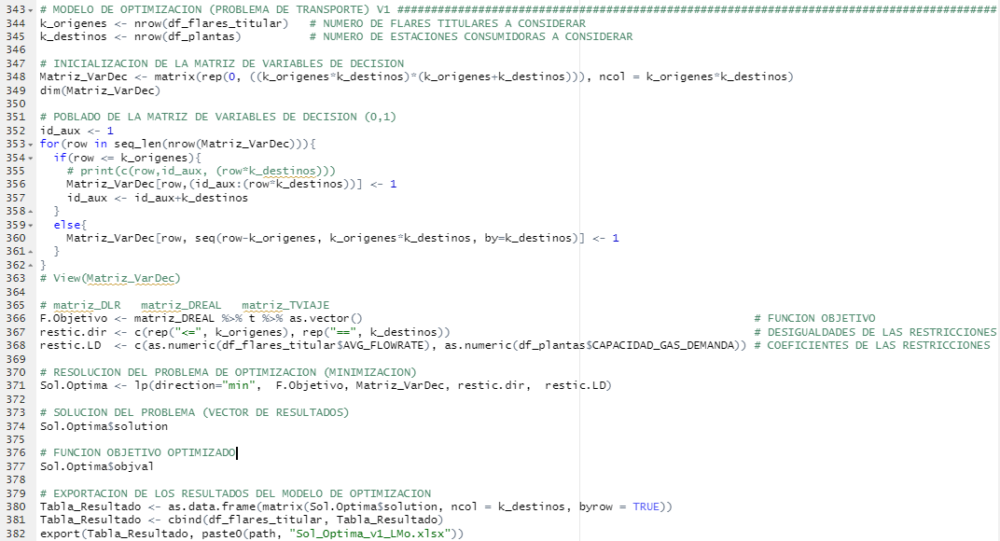 343 # MODELO DE OPTIMIZACION (PROBLEMA DE TRANSPORTE) V1 ########################################################################################
344 k_origenes <- nrow(df_flares_titular)   # NUMERO DE FLARES TITULARES A CONSIDERAR
345 k_destinos <- nrow(df_plantas)          # NUMERO DE ESTACIONES CONSUMIDORAS A CONSIDERAR
346
347 # INICIALIZACION DE LA MATRIZ DE VARIABLES DE DECISION
348 Matriz_VarDec <- matrix(rep(0, ((k_origenes*k_destinos)*(k_origenes+k_destinos))), ncol = k_origenes*k_destinos)
349 dim(Matriz_VarDec)
350
351 # POBLADO DE LA MATRIZ DE VARIABLES DE DECISION (0,1)
352 id_aux <- 1
353 for(row in seq_len(nrow(Matriz_VarDec))){
354   if(row <= k_origenes){
355     # print(c(row,id_aux, (row*k_destinos)))
356     Matriz_VarDec[row,(id_aux:(row*k_destinos))] <- 1
357     id_aux <- id_aux+k_destinos
358   }
359   else{
360     Matriz_VarDec[row, seq(row-k_origenes, k_origenes*k_destinos, by=k_destinos)] <- 1
361   }
362 }
363 # View(Matriz_VarDec)
364
365 # matriz_DLR   matriz_DREAL   matriz_TVIAJE
366 F.Objetivo <- matriz_DREAL %>% t %>% as.vector()                                                          # FUNCION OBJETIVO
367 restic.dir <- c(rep("<=", k_origenes), rep("==", k_destinos))                                             # DESIGUALDADES DE LAS RESTRICCIONES
368 restic.LD  <- c(as.numeric(df_flares_titular$AVG_FLOWRATE), as.numeric(df_plantas$CAPACIDAD_GAS_DEMANDA)) # COEFICIENTES DE LAS RESTRICCIONES
369
370 # RESOLUCION DEL PROBLEMA DE OPTIMIZACION (MINIMIZACION)
371 Sol.Optima <- lp(direction="min",  F.Objetivo, Matriz_VarDec, restic.dir,  restic.LD)
372
373 # SOLUCION DEL PROBLEMA (VECTOR DE RESULTADOS)
374 Sol.Optima$solution
375
376 # FUNCION OBJETIVO OPTIMIZADO
377 Sol.Optima$objval
378
379 # EXPORTACION DE LOS RESULTADOS DEL MODELO DE OPTIMIZACION
380 Tabla_Resultado <- as.data.frame(matrix(Sol.Optima$solution, ncol = k_destinos, byrow = TRUE))
381 Tabla_Resultado <- cbind(df_flares_titular, Tabla_Resultado)
382 export(Tabla_Resultado, paste0(path, "Sol_Optima_v1_LMo.xlsx"))